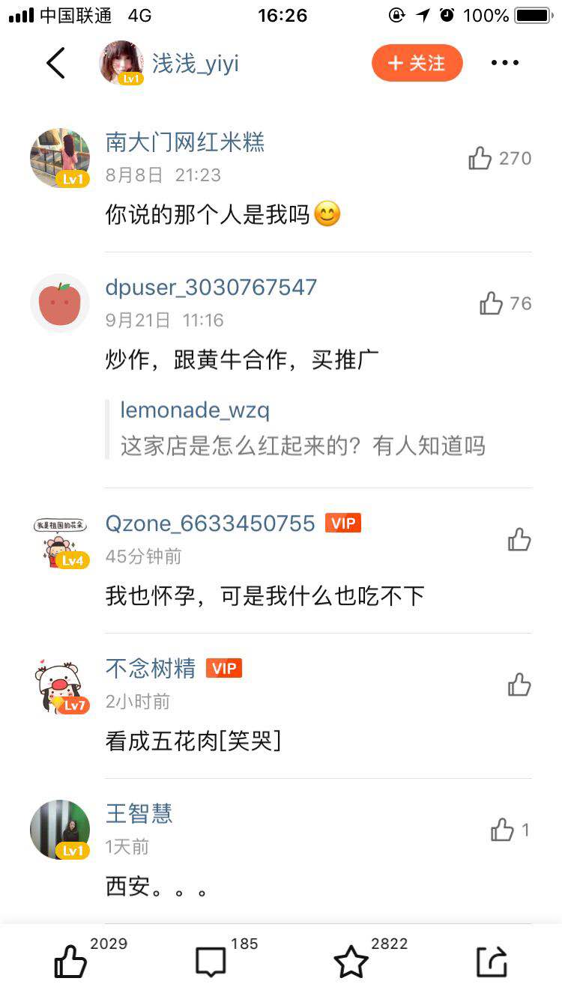 中国联通 4G 16:26 100%
浅浅_yiyi
Lv1
+ 关注
南大门网红米糕
Lv1
8月8日 21:23
270
你说的那个人是我吗😊
dpuser_3030767547
9月21日 11:16
76
炒作，跟黄牛合作，买推广
lemonade_wzq
这家店是怎么红起来的？有人知道吗
我是祖国的花朵
Qzone_6633450755 VIP
Lv4
45分钟前
我也怀孕，可是我什么也吃不下
不念树精 VIP
Lv7
2小时前
看成五花肉[笑哭]
王智慧
Lv1
1天前
1
西安。。。
2029 185 2822